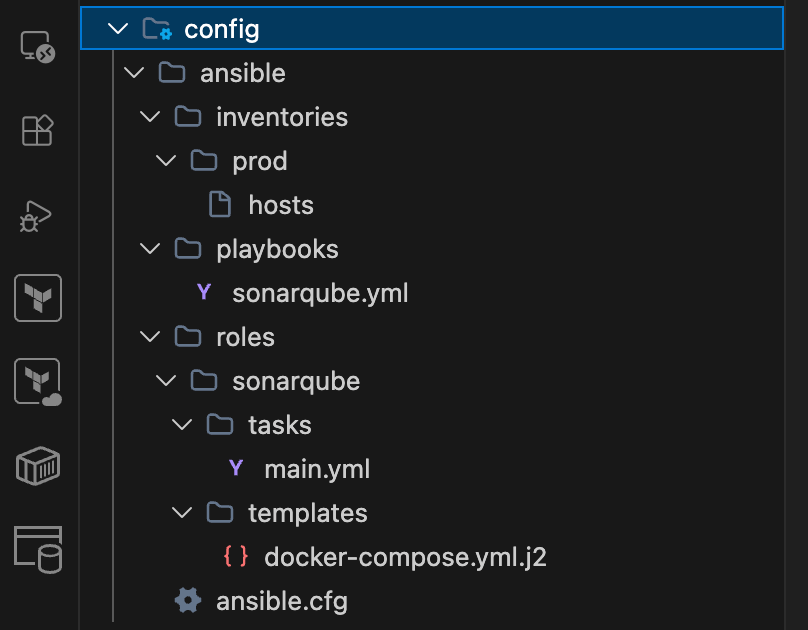 config
ansible
inventories
prod
hosts
playbooks
sonarqube.yml
roles
sonarqube
tasks
main.yml
templates
docker-compose.yml.j2
ansible.cfg